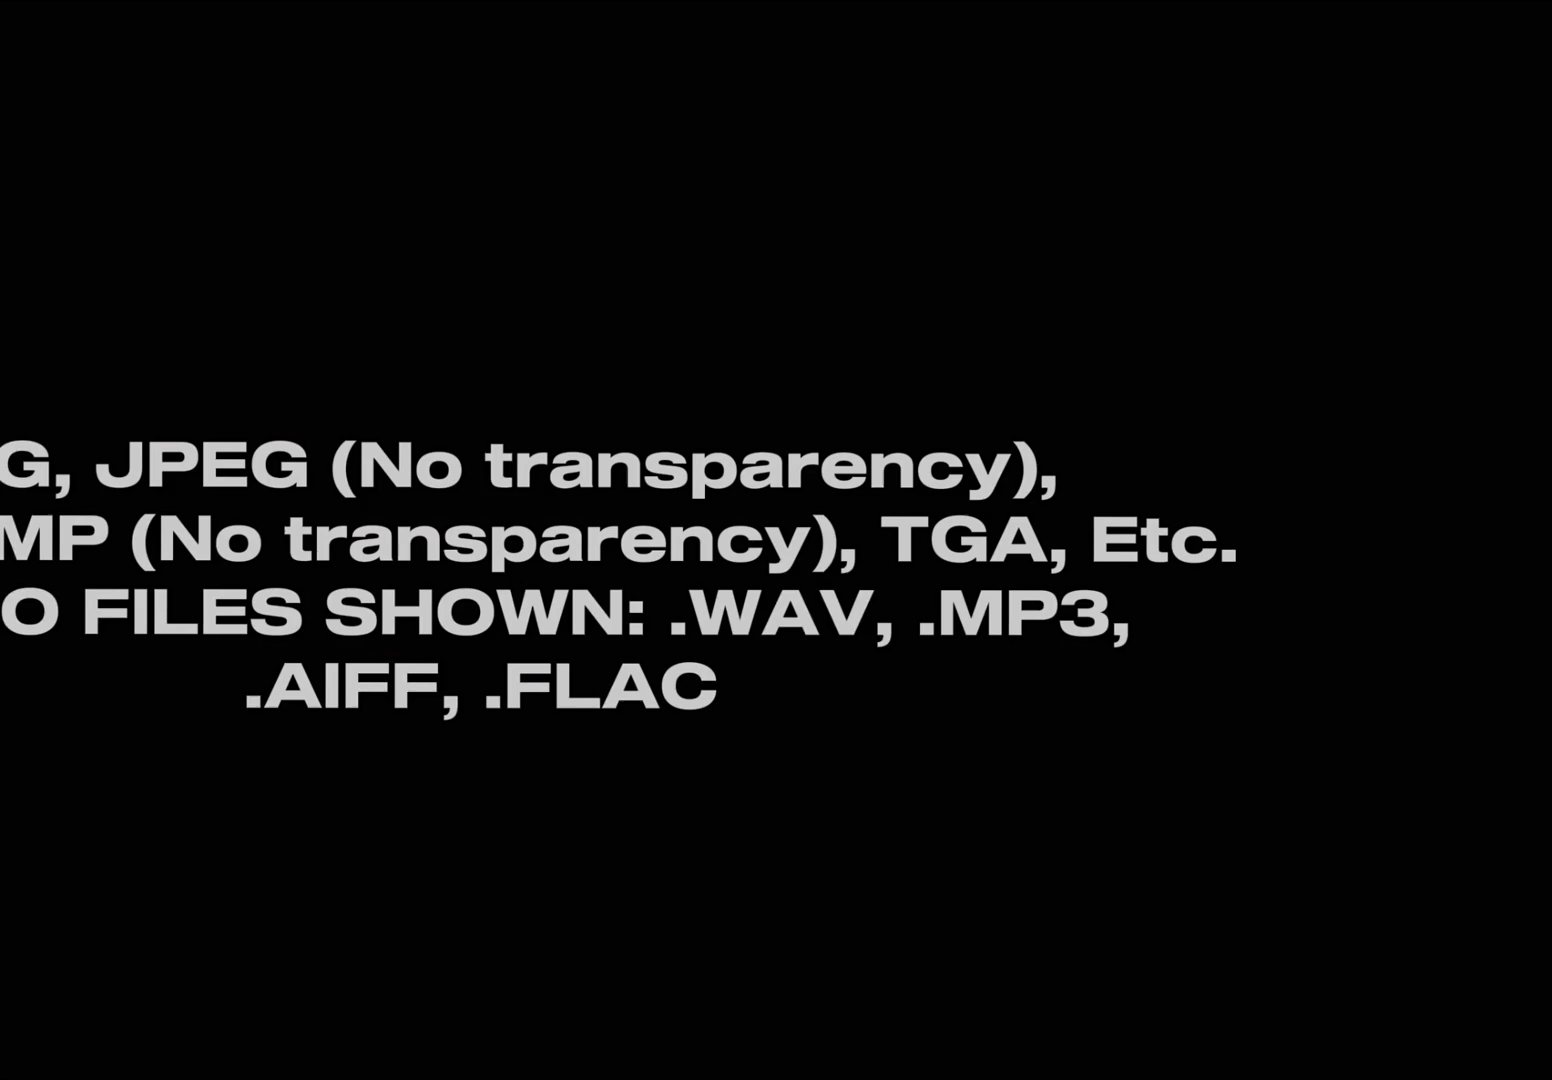 G, JPEG (No transparency),
MP (No transparency), TGA, Etc.
O FILES SHOWN: .WAV, .MP3,
.AIFF, .FLAC